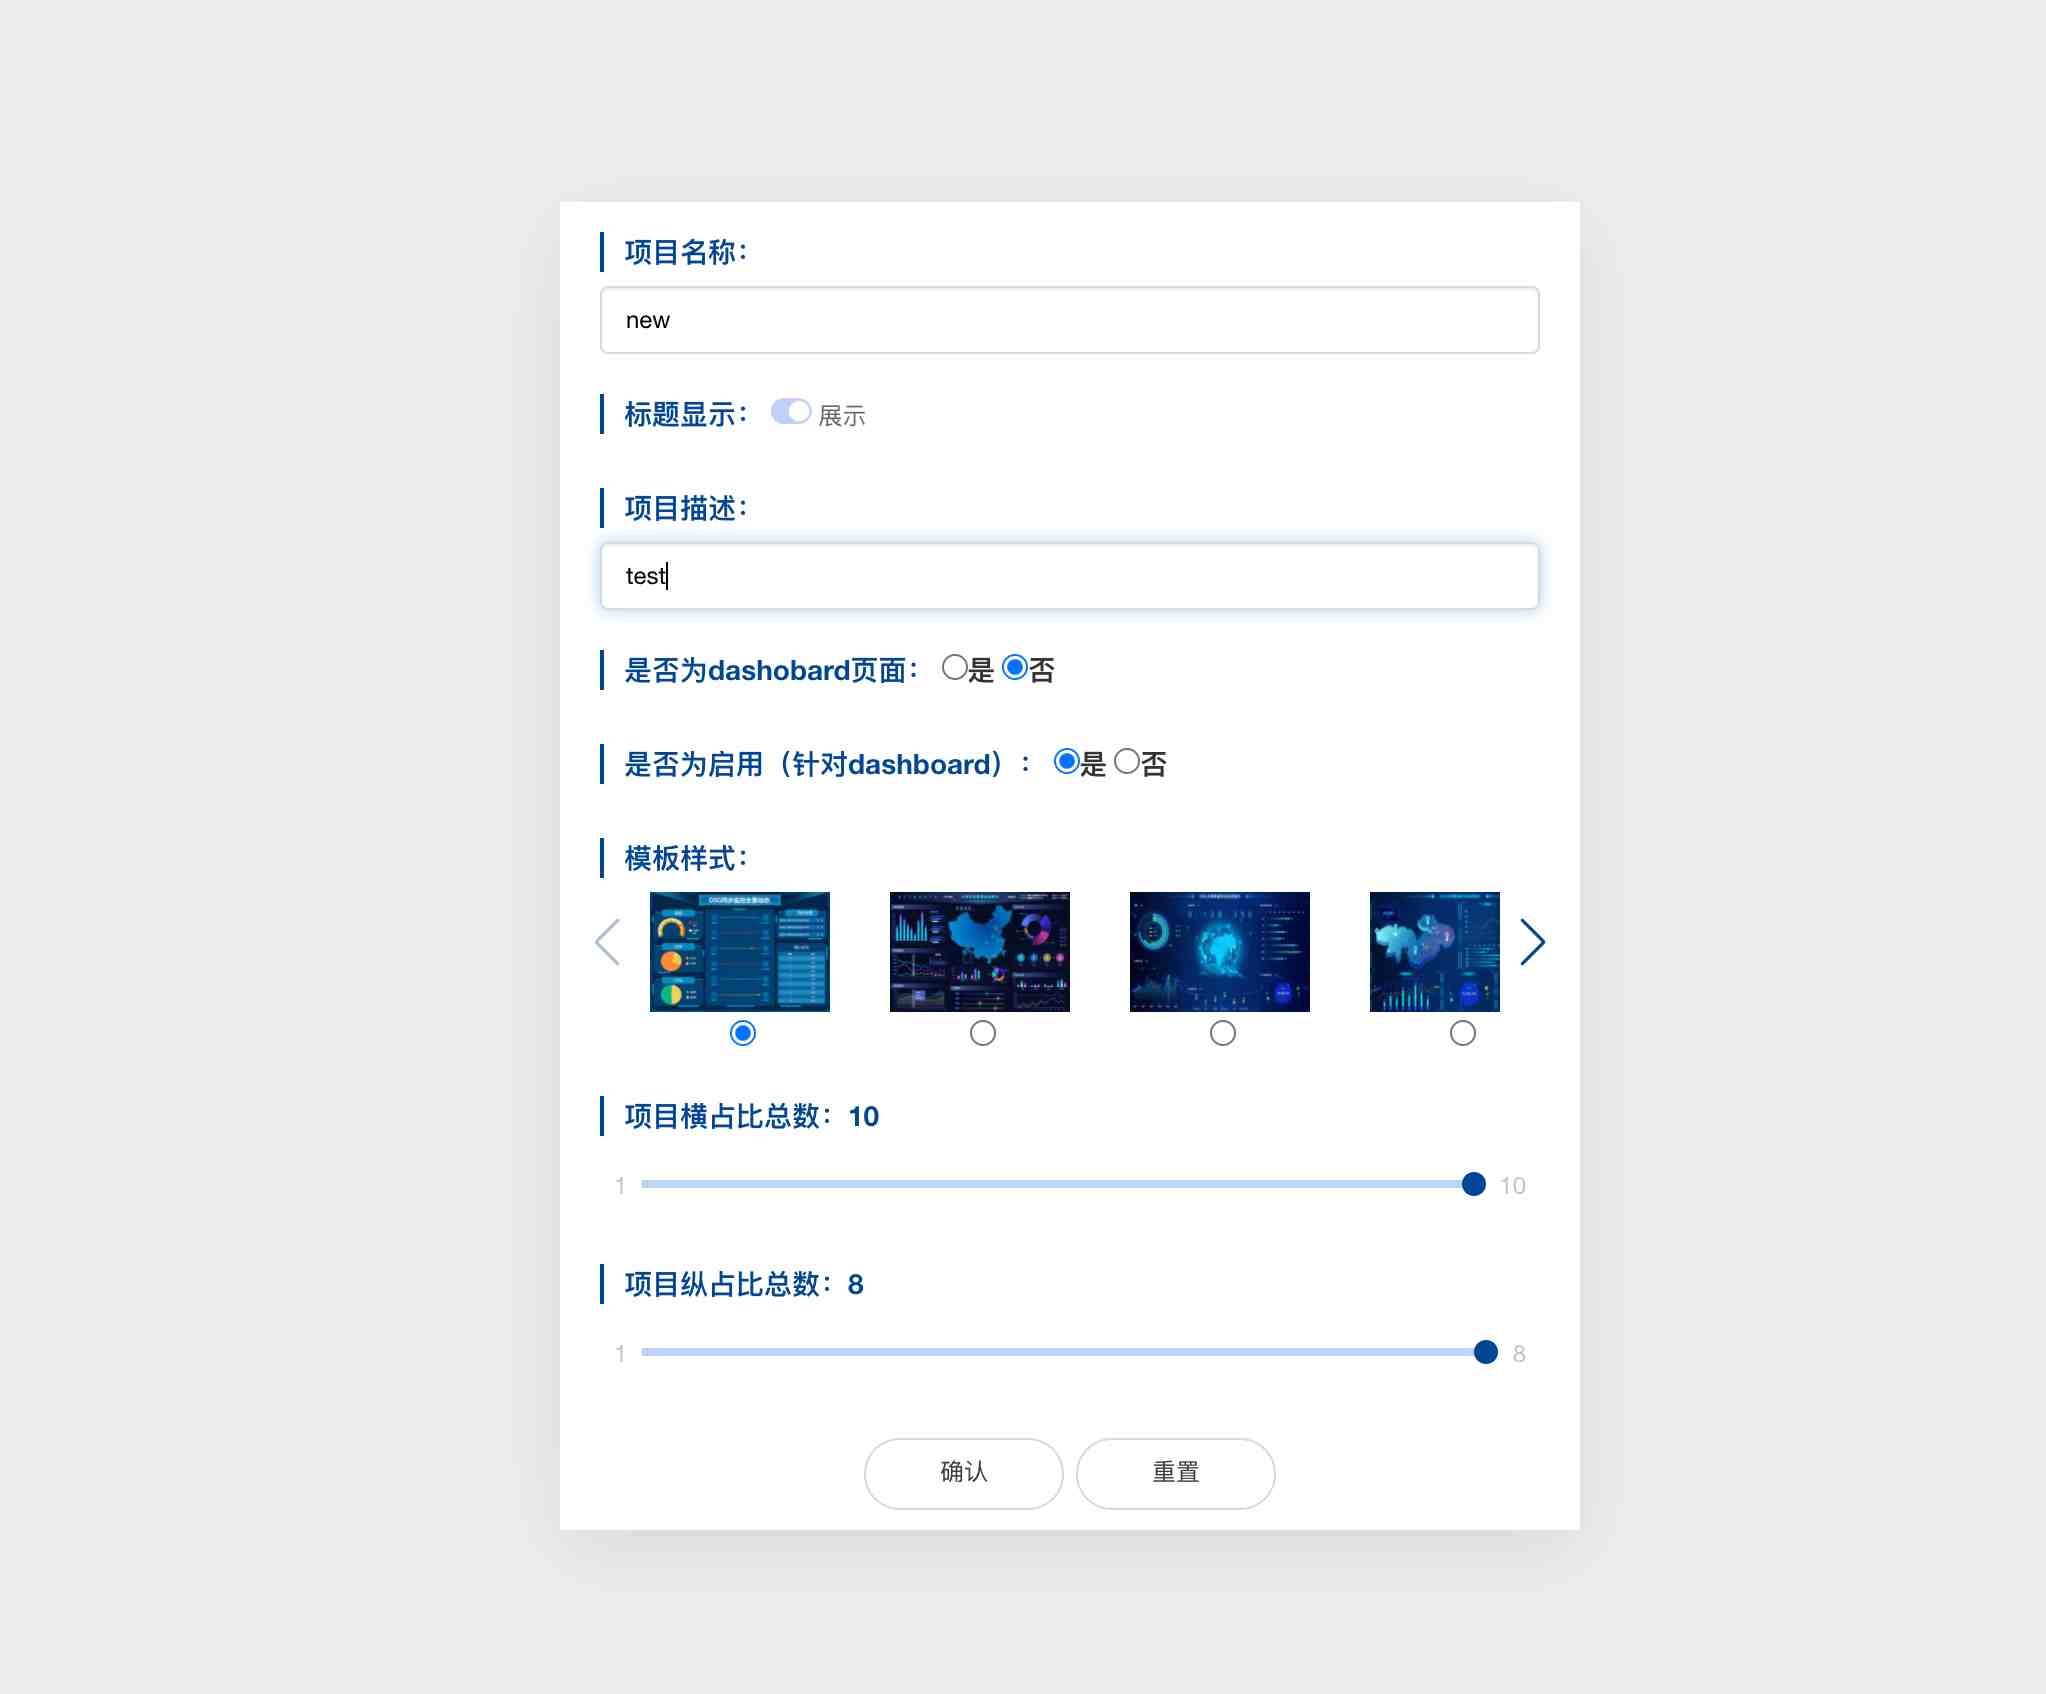 项目名称：
new
标题显示： 展示
项目描述：
test
是否为dashobard页面： 是 否
是否为启用（针对dashboard）： 是 否
模板样式：
项目横占比总数：10
1 10
项目纵占比总数：8
1 8
确认 重置